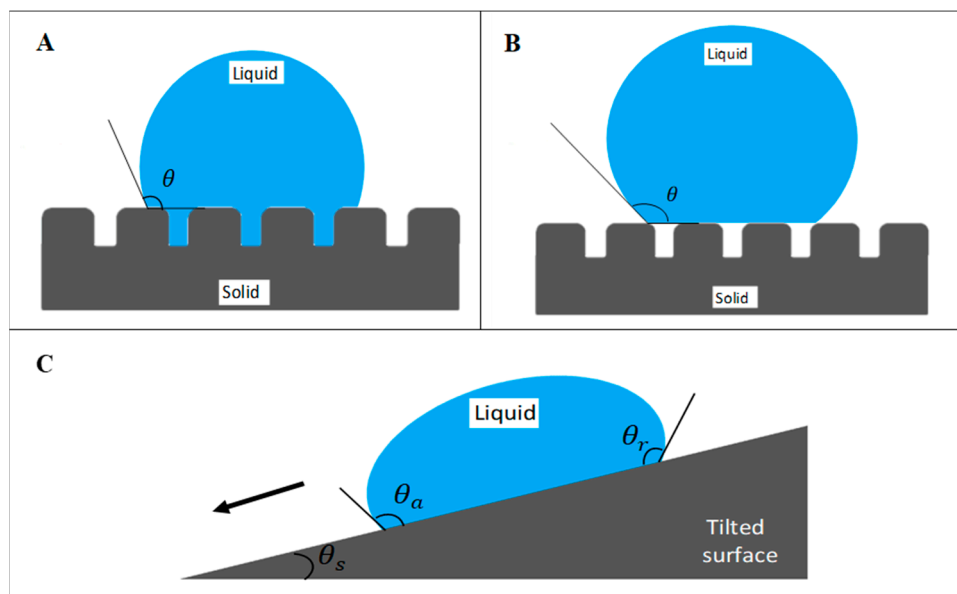 A
Liquid
θ
Solid
B
Liquid
θ
Solid
C
Liquid
θr
θa
θs
Tilted
surface